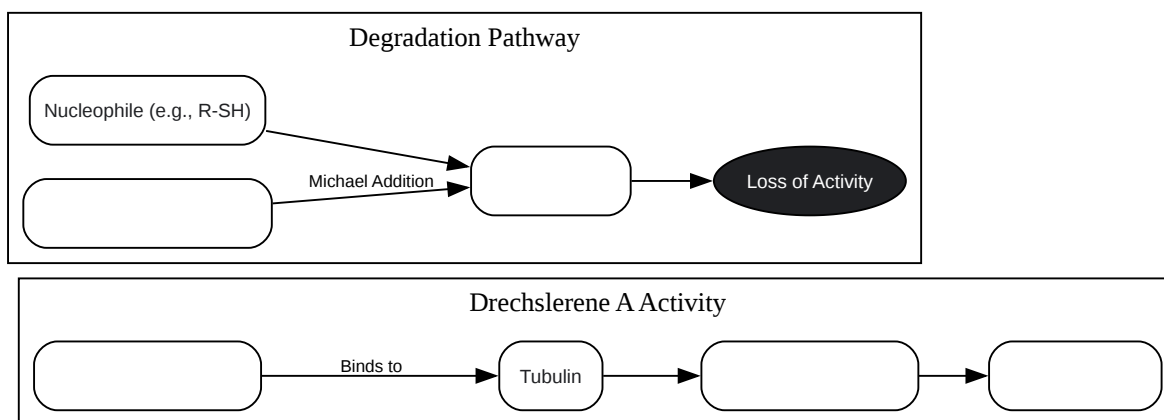 Degradation Pathway
Nucleophile (e.g., R-SH)
Michael Addition
Loss of Activity
Drechslerene A Activity
Binds to
Tubulin